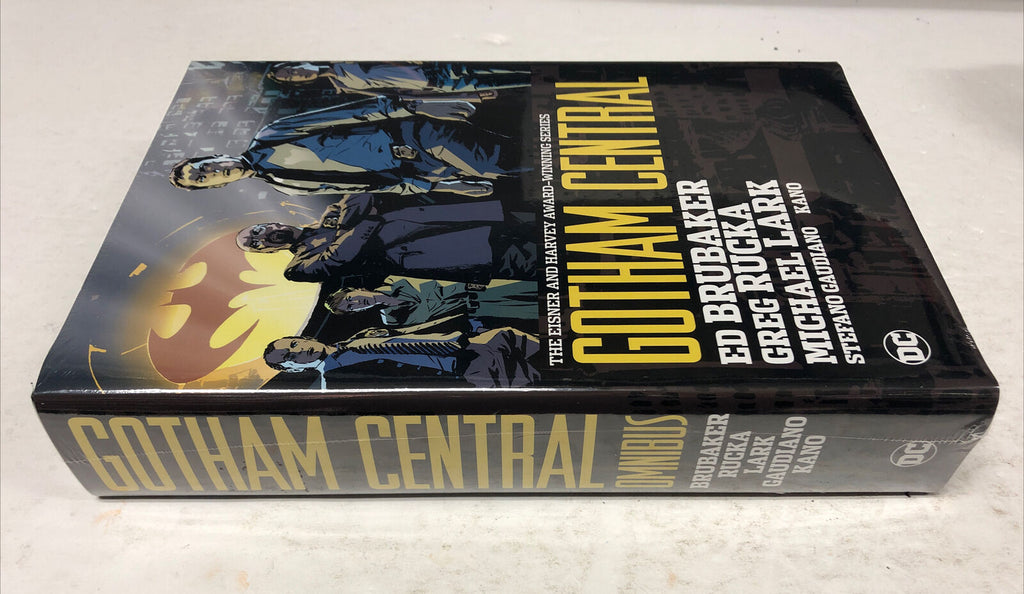 THE EISNER AND HARVEY AWARD-WINNING SERIES
GOTHAM CENTRAL
ED BRUBAKER
GREG RUCKA
MICHAEL LARK
STEFANO GAUDIANO KANO
DC
GOTHAM CENTRAL
OMNIBUS
BRUBAKER
RUCKA
LARK
GAUDIANO
KANO
DC